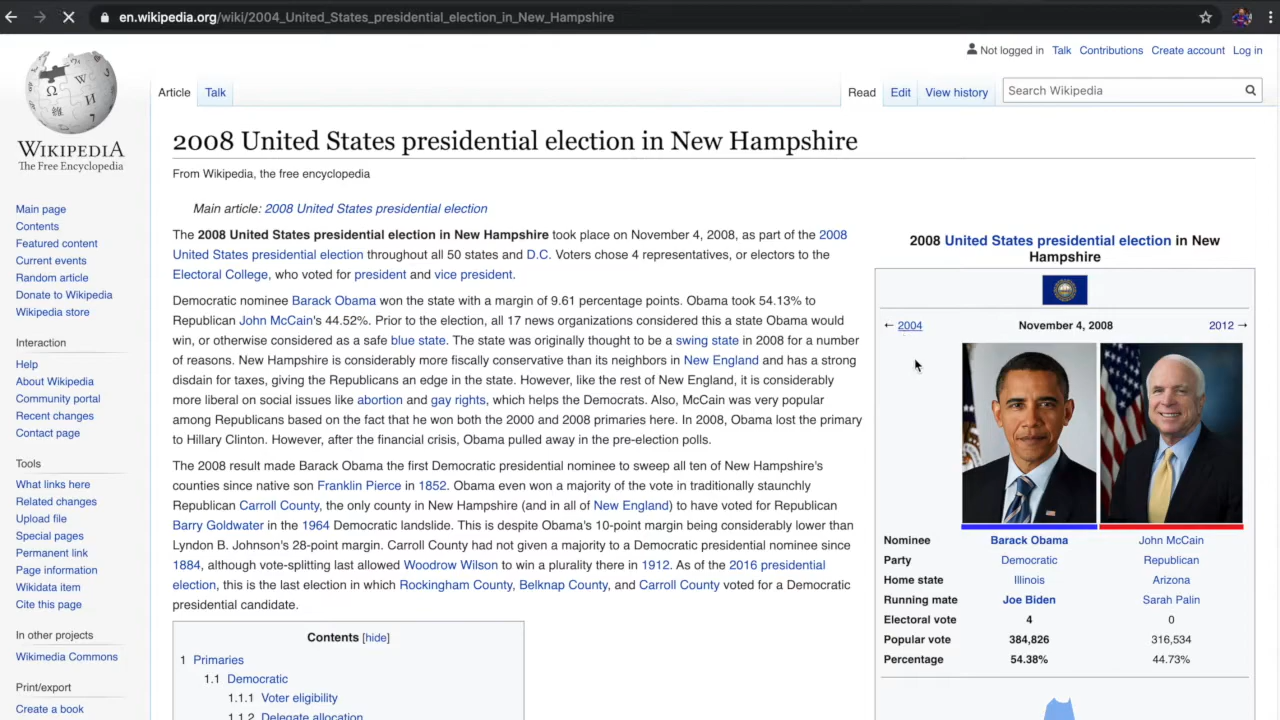 en.wikipedia.org/wiki/2004_United_States_presidential_election_in_New_Hampshire
Not logged in Talk Contributions Create account Log in
Article Talk Read Edit View history Search Wikipedia
WIKIPEDIA
The Free Encyclopedia
Main page
Contents
Featured content
Current events
Random article
Donate to Wikipedia
Wikipedia store
Interaction
Help
About Wikipedia
Community portal
Recent changes
Contact page
Tools
What links here
Related changes
Upload file
Special pages
Permanent link
Page information
Wikidata item
Cite this page
In other projects
Wikimedia Commons
Print/export
Create a book
2008 United States presidential election in New Hampshire
From Wikipedia, the free encyclopedia
Main article: 2008 United States presidential election
The 2008 United States presidential election in New Hampshire took place on November 4, 2008, as part of the 2008
United States presidential election throughout all 50 states and D.C. Voters chose 4 representatives, or electors to the
Electoral College, who voted for president and vice president.
Democratic nominee Barack Obama won the state with a margin of 9.61 percentage points. Obama took 54.13% to
Republican John McCain's 44.52%. Prior to the election, all 17 news organizations considered this a state Obama would
win, or otherwise considered as a safe blue state. The state was originally thought to be a swing state in 2008 for a number
of reasons. New Hampshire is considerably more fiscally conservative than its neighbors in New England and has a strong
disdain for taxes, giving the Republicans an edge in the state. However, like the rest of New England, it is considerably
more liberal on social issues like abortion and gay rights, which helps the Democrats. Also, McCain was very popular
among Republicans based on the fact that he won both the 2000 and 2008 primaries here. In 2008, Obama lost the primary
to Hillary Clinton. However, after the financial crisis, Obama pulled away in the pre-election polls.
The 2008 result made Barack Obama the first Democratic presidential nominee to sweep all ten of New Hampshire's
counties since native son Franklin Pierce in 1852. Obama even won a majority of the vote in traditionally staunchly
Republican Carroll County, the only county in New Hampshire (and in all of New England) to have voted for Republican
Barry Goldwater in the 1964 Democratic landslide. This is despite Obama's 10-point margin being considerably lower than
Lyndon B. Johnson's 28-point margin. Carroll County had not given a majority to a Democratic presidential nominee since
1884, although vote-splitting last allowed Woodrow Wilson to win a plurality there in 1912. As of the 2016 presidential
election, this is the last election in which Rockingham County, Belknap County, and Carroll County voted for a Democratic
presidential candidate.
Contents [hide]
1 Primaries
1.1 Democratic
1.1.1 Voter eligibility
1.1.2 Delegate allocation
2008 United States presidential election in New
Hampshire
← 2004 November 4, 2008 2012 →
Nominee Barack Obama John McCain
Party Democratic Republican
Home state Illinois Arizona
Running mate Joe Biden Sarah Palin
Electoral vote 4 0
Popular vote 384,826 316,534
Percentage 54.38% 44.73%